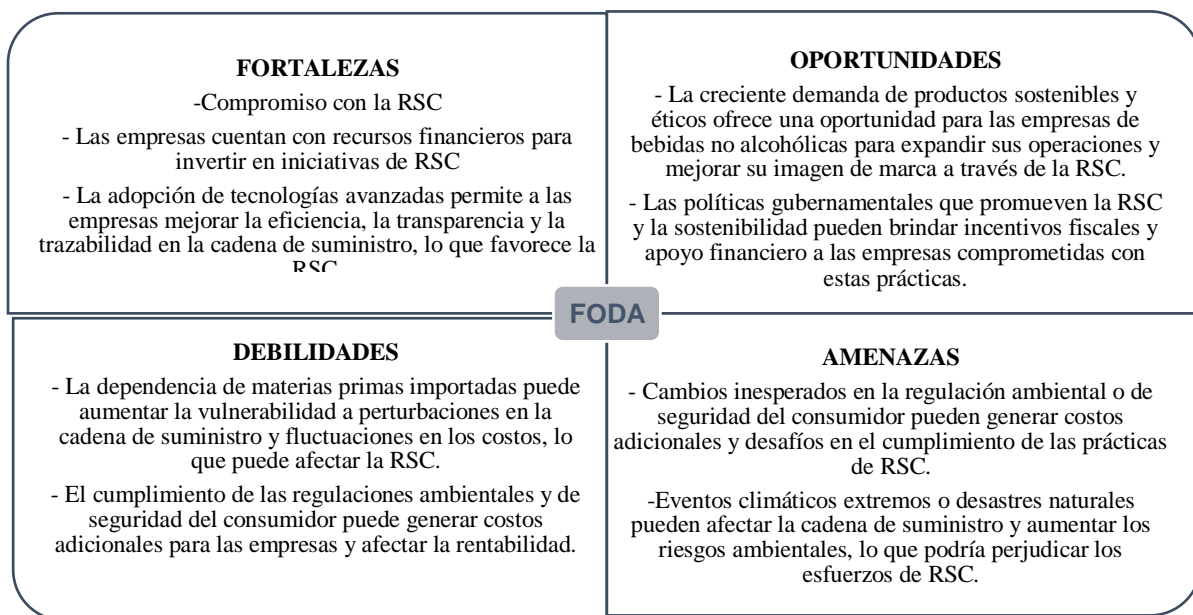 FORTALEZAS
-Compromiso con la RSC
- Las empresas cuentan con recursos financieros para
invertir en iniciativas de RSC
- La adopción de tecnologías avanzadas permite a las
empresas mejorar la eficiencia, la transparencia y la
trazabilidad en la cadena de suministro, lo que favorece la
RSC
OPORTUNIDADES
- La creciente demanda de productos sostenibles y
éticos ofrece una oportunidad para las empresas de
bebidas no alcohólicas para expandir sus operaciones y
mejorar su imagen de marca a través de la RSC.
- Las políticas gubernamentales que promueven la RSC
y la sostenibilidad pueden brindar incentivos fiscales y
apoyo financiero a las empresas comprometidas con
estas prácticas.
FODA
DEBILIDADES
- La dependencia de materias primas importadas puede
aumentar la vulnerabilidad a perturbaciones en la
cadena de suministro y fluctuaciones en los costos, lo
que puede afectar la RSC.
- El cumplimiento de las regulaciones ambientales y de
seguridad del consumidor puede generar costos
adicionales para las empresas y afectar la rentabilidad.
AMENAZAS
- Cambios inesperados en la regulación ambiental o de
seguridad del consumidor pueden generar costos
adicionales y desafíos en el cumplimiento de las prácticas
de RSC.
-Eventos climáticos extremos o desastres naturales
pueden afectar la cadena de suministro y aumentar los
riesgos ambientales, lo que podría perjudicar los
esfuerzos de RSC.